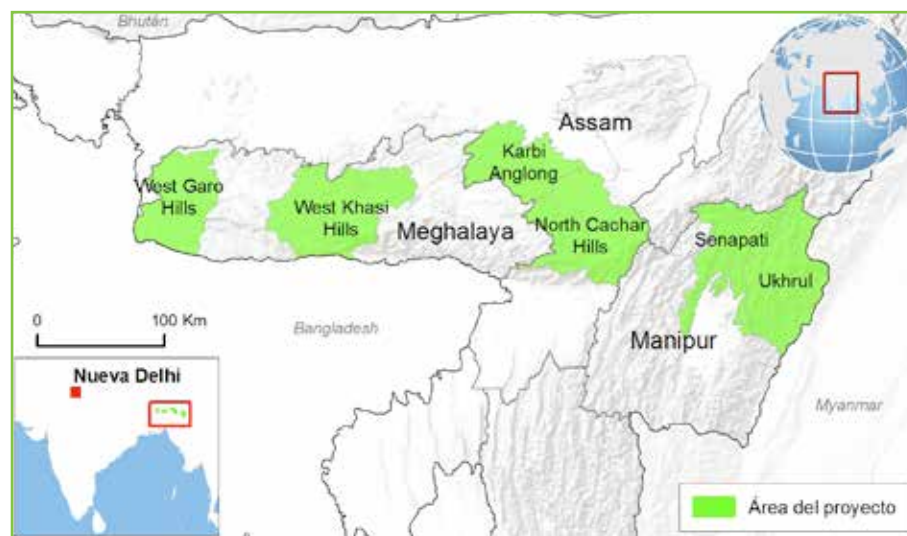 Bhután
Assam
Karbi
Anglong
West Garo
Hills
West Khasi
Hills
Meghalaya
North Cachar
Hills
Senapati
Ukhrul
0 100 Km
Bangladesh
Manipur
Nueva Delhi
Myanmar
Área del proyecto